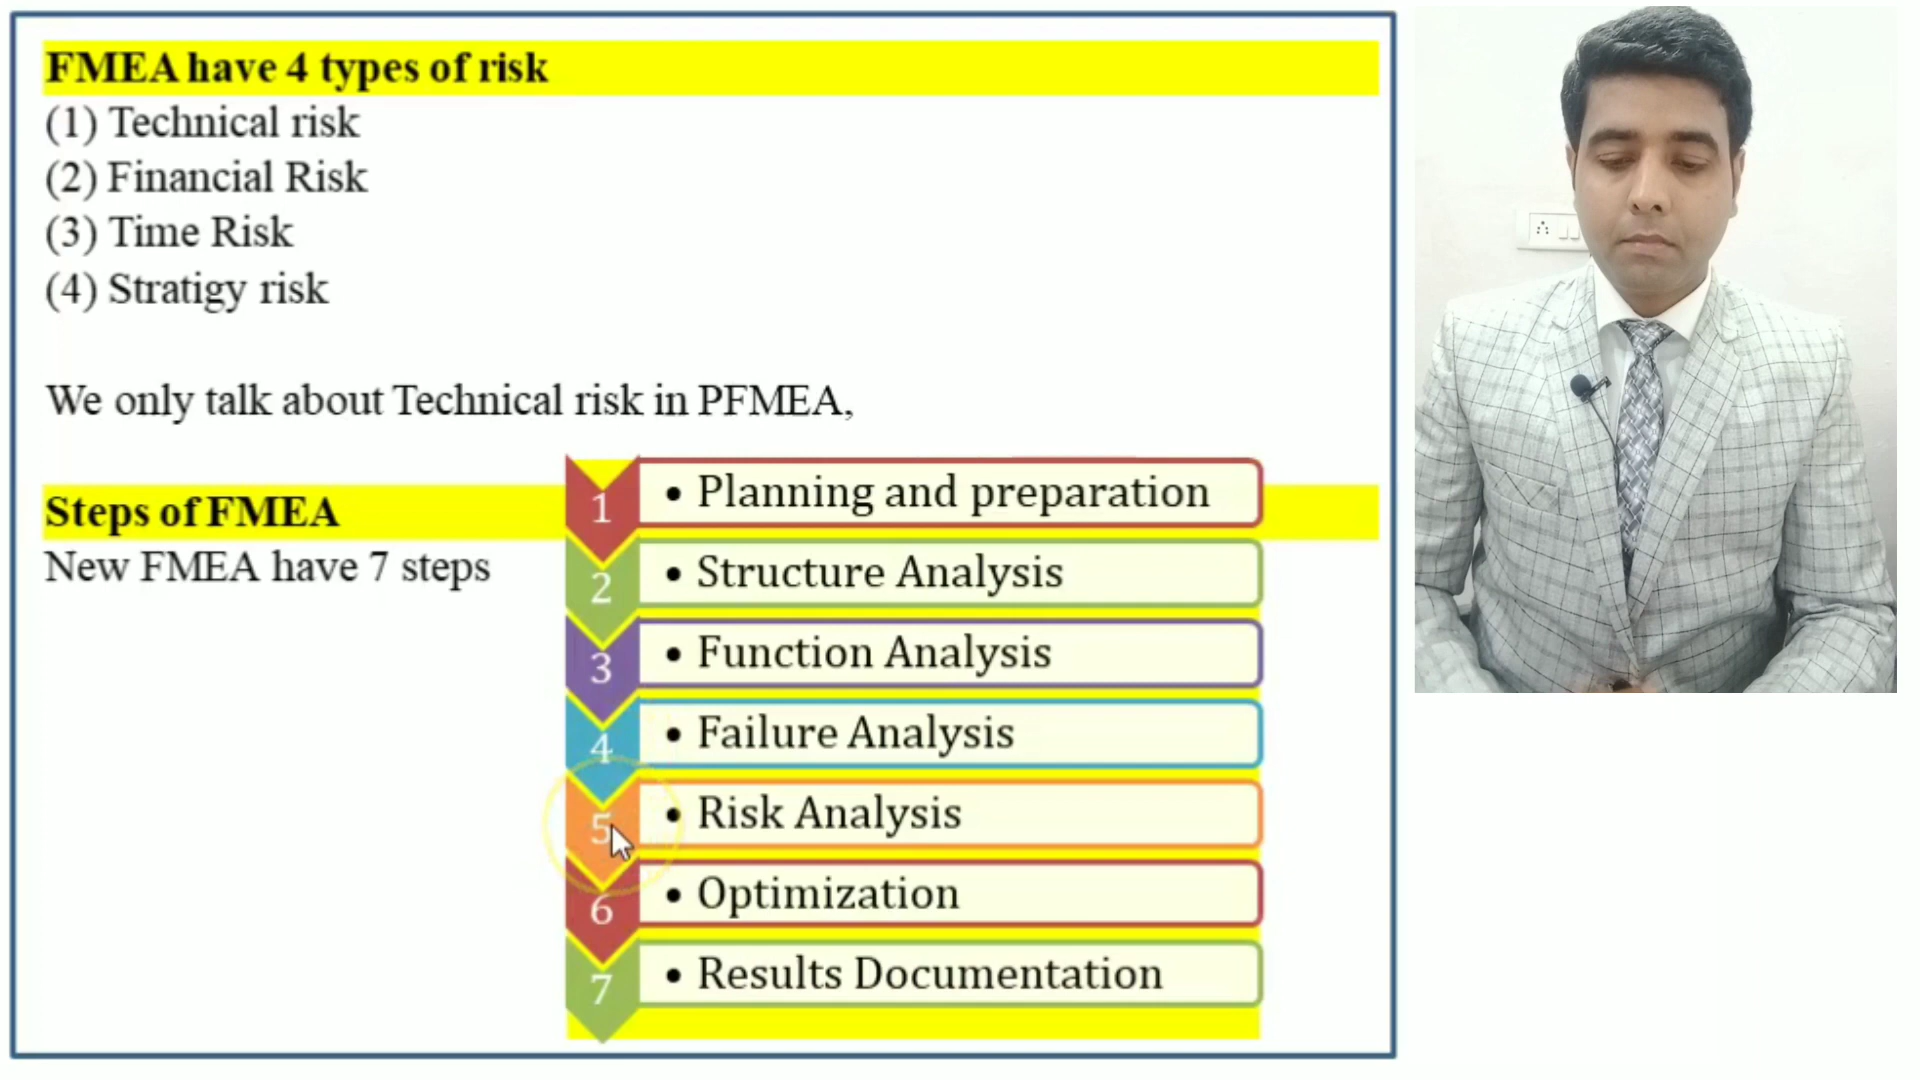 FMEA have 4 types of risk
(1) Technical risk
(2) Financial Risk
(3) Time Risk
(4) Stratigy risk
We only talk about Technical risk in PFMEA,
Steps of FMEA
New FMEA have 7 steps
1 • Planning and preparation
2 • Structure Analysis
3 • Function Analysis
4 • Failure Analysis
5 • Risk Analysis
6 • Optimization
7 • Results Documentation